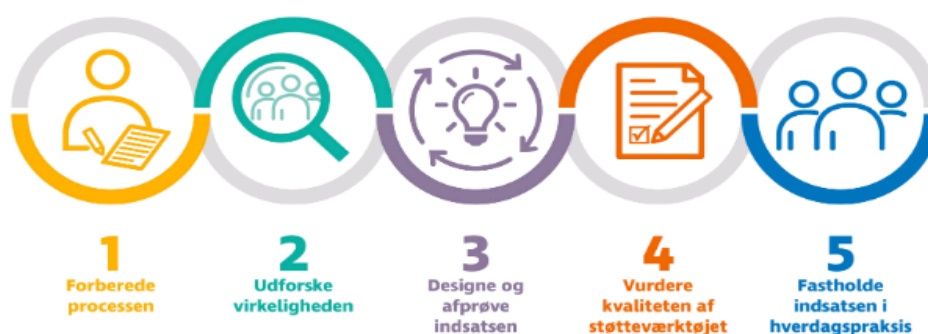 1
Forberede
processen
2
Udforske
virkeligheden
3
Designe og
afprøve
indsatsen
4
Vurdere
kvaliteten af
støtteværktøjet
5
Fastholde
indsatsen i
hverdagspraksis